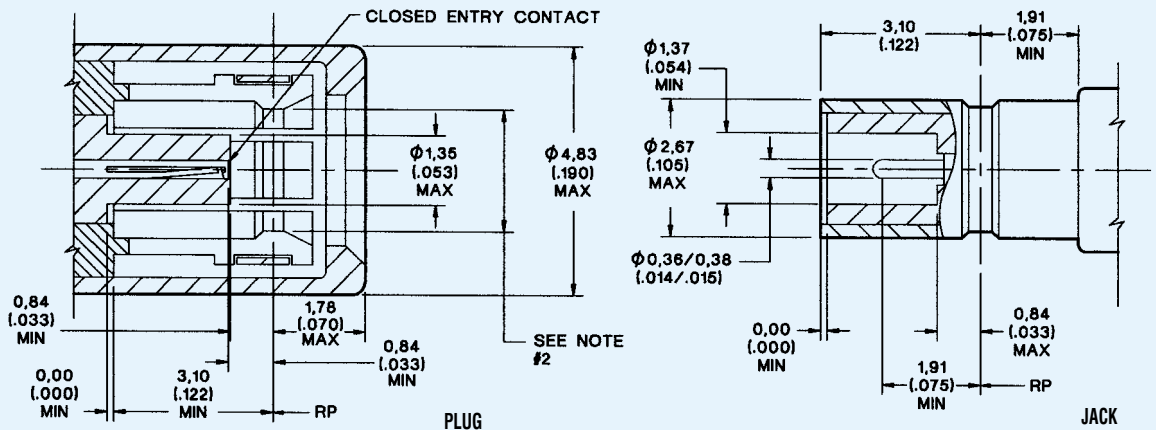 CLOSED ENTRY CONTACT
ϕ1,35
(.053)
MAX
ϕ4,83
(.190)
MAX
0,84
(.033)
MIN
1,78
(.070)
MAX
0,84
(.033)
MIN
SEE NOTE
#2
0,00
(.000)
MIN
3,10
(.122)
MIN
RP
PLUG
3,10
(.122)
1,91
(.075)
MIN
ϕ1,37
(.054)
MIN
ϕ2,67
(.105)
MAX
ϕ0,36/0,38
(.014/.015)
0,00
(.000)
MIN
0,84
(.033)
MAX
1,91
(.075)
MIN
RP
JACK